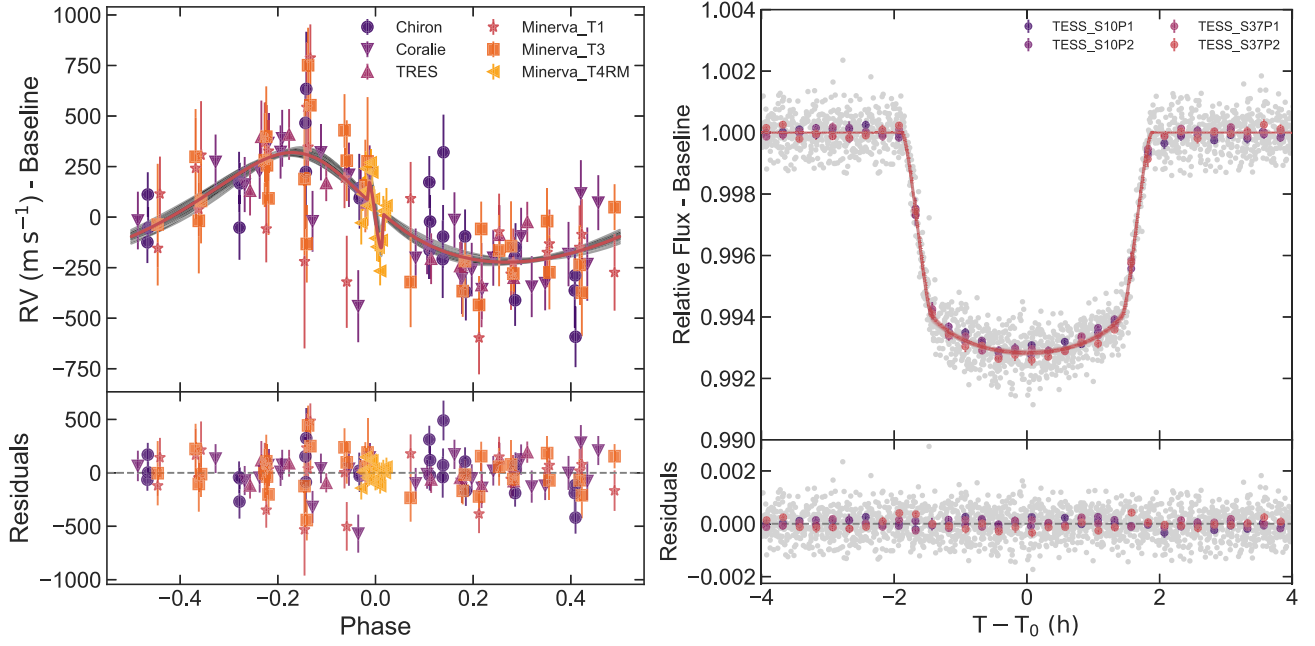 Chiron
Coralie
TRES
Minerva_T1
Minerva_T3
Minerva_T4RM
1000
750
500
250
0
−250
−500
−750
RV (m s⁻¹) - Baseline
500
0
−500
−1000
Residuals
−0.4
−0.2
0.0
0.2
0.4
Phase
TESS_S10P1
TESS_S10P2
TESS_S37P1
TESS_S37P2
1.004
1.002
1.000
0.998
0.996
0.994
0.992
0.990
Relative Flux - Baseline
0.002
0.000
−0.002
Residuals
−4
−2
0
2
4
T − T₀ (h)